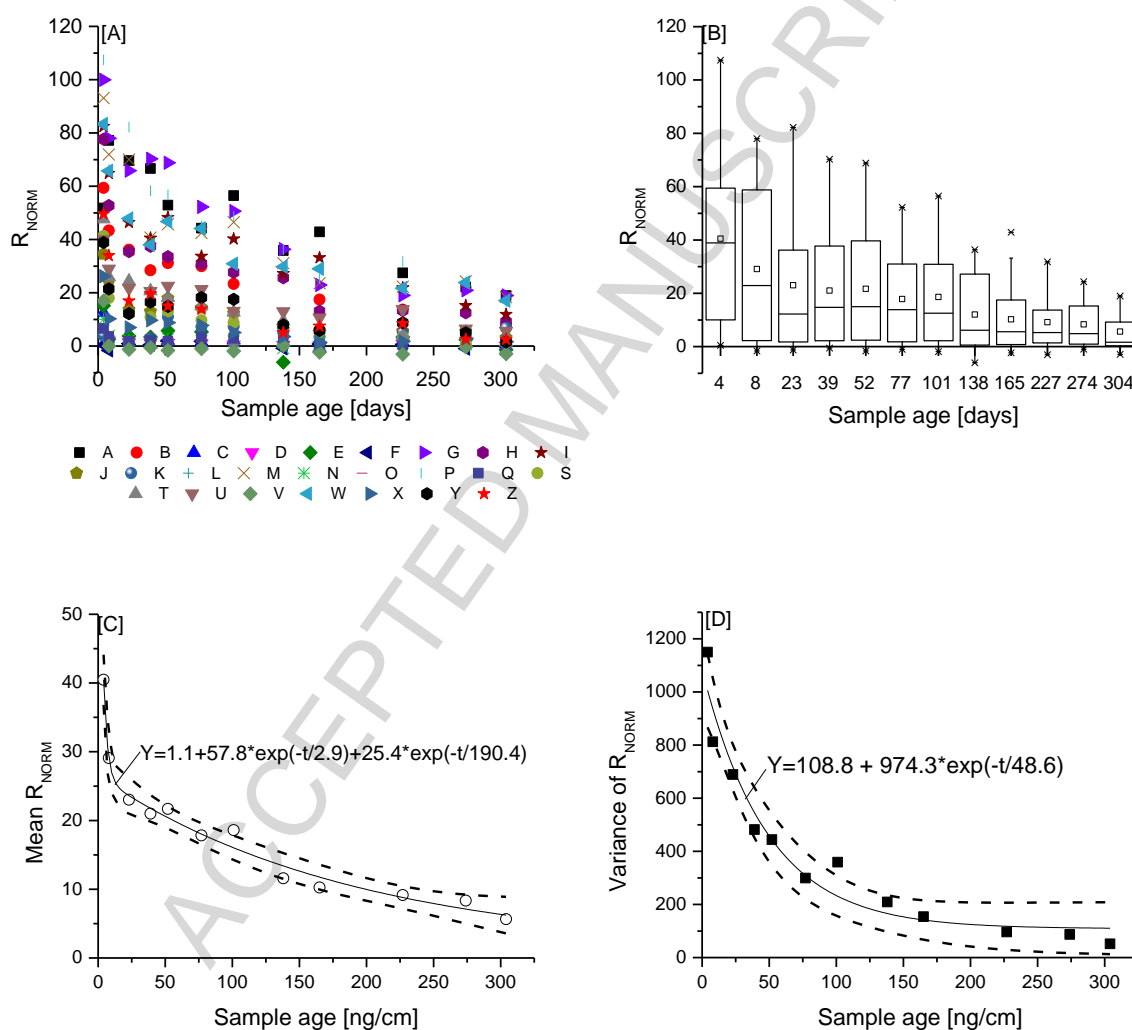 [A]
120
100
80
60
40
20
0
R_NORM
0 50 100 150 200 250 300
Sample age [days]
A B C D E F G H I
J K L M N O P Q S
T U V W X Y Z
[B]
120
100
80
60
40
20
0
R_NORM
4 8 23 39 52 77 101 138 165 227 274 304
Sample age [days]
[C]
50
40
30
20
10
0
Mean R_NORM
Y=1.1+57.8*exp(-t/2.9)+25.4*exp(-t/190.4)
0 50 100 150 200 250 300
Sample age [ng/cm]
[D]
1200
1000
800
600
400
200
0
Variance of R_NORM
Y=108.8 + 974.3*exp(-t/48.6)
0 50 100 150 200 250 300
Sample age [ng/cm]
ACCEPTED MANUSCRI